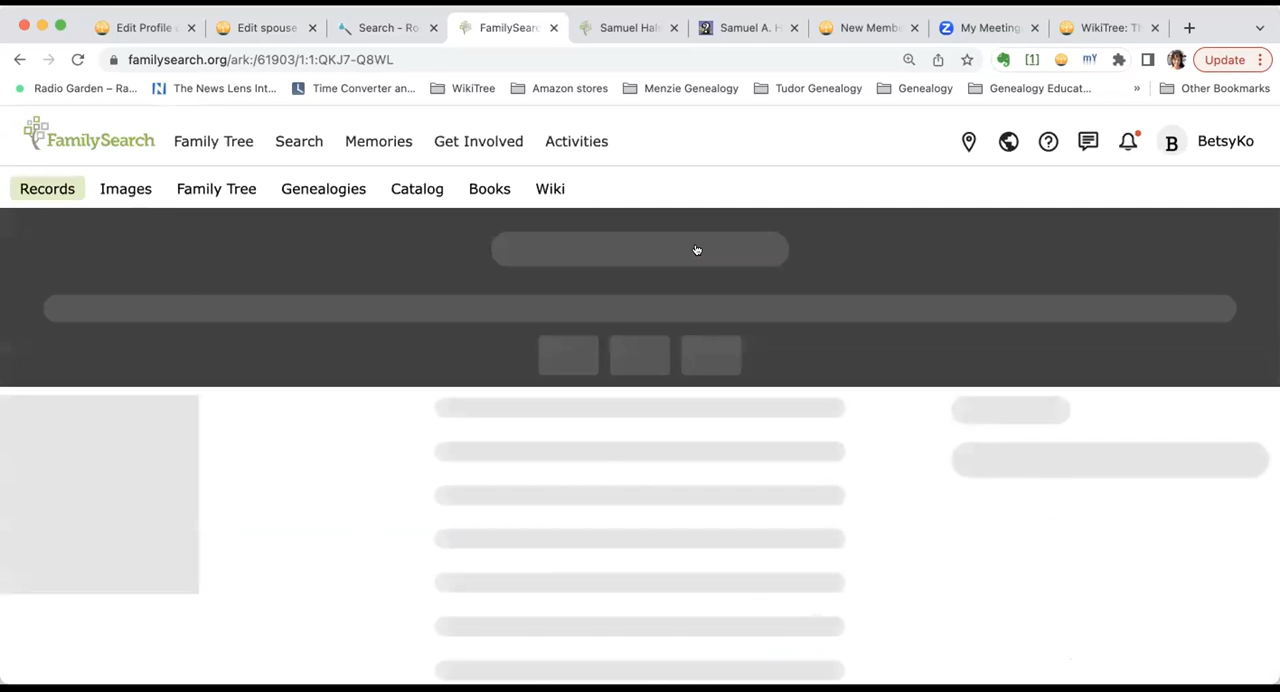 Edit Profile
Edit spouse
Search - Ro
FamilySearc
Samuel Hal
Samuel A. H
New Membe
My Meeting
WikiTree: Th
familysearch.org/ark:/61903/1:1:QKJ7-Q8WL
[1]
mY
Update
Radio Garden – Ra...
The News Lens Int...
Time Converter an...
WikiTree
Amazon stores
Menzie Genealogy
Tudor Genealogy
Genealogy
Genealogy Educat...
»
Other Bookmarks
FamilySearch
Family Tree
Search
Memories
Get Involved
Activities
B
BetsyKo
Records
Images
Family Tree
Genealogies
Catalog
Books
Wiki